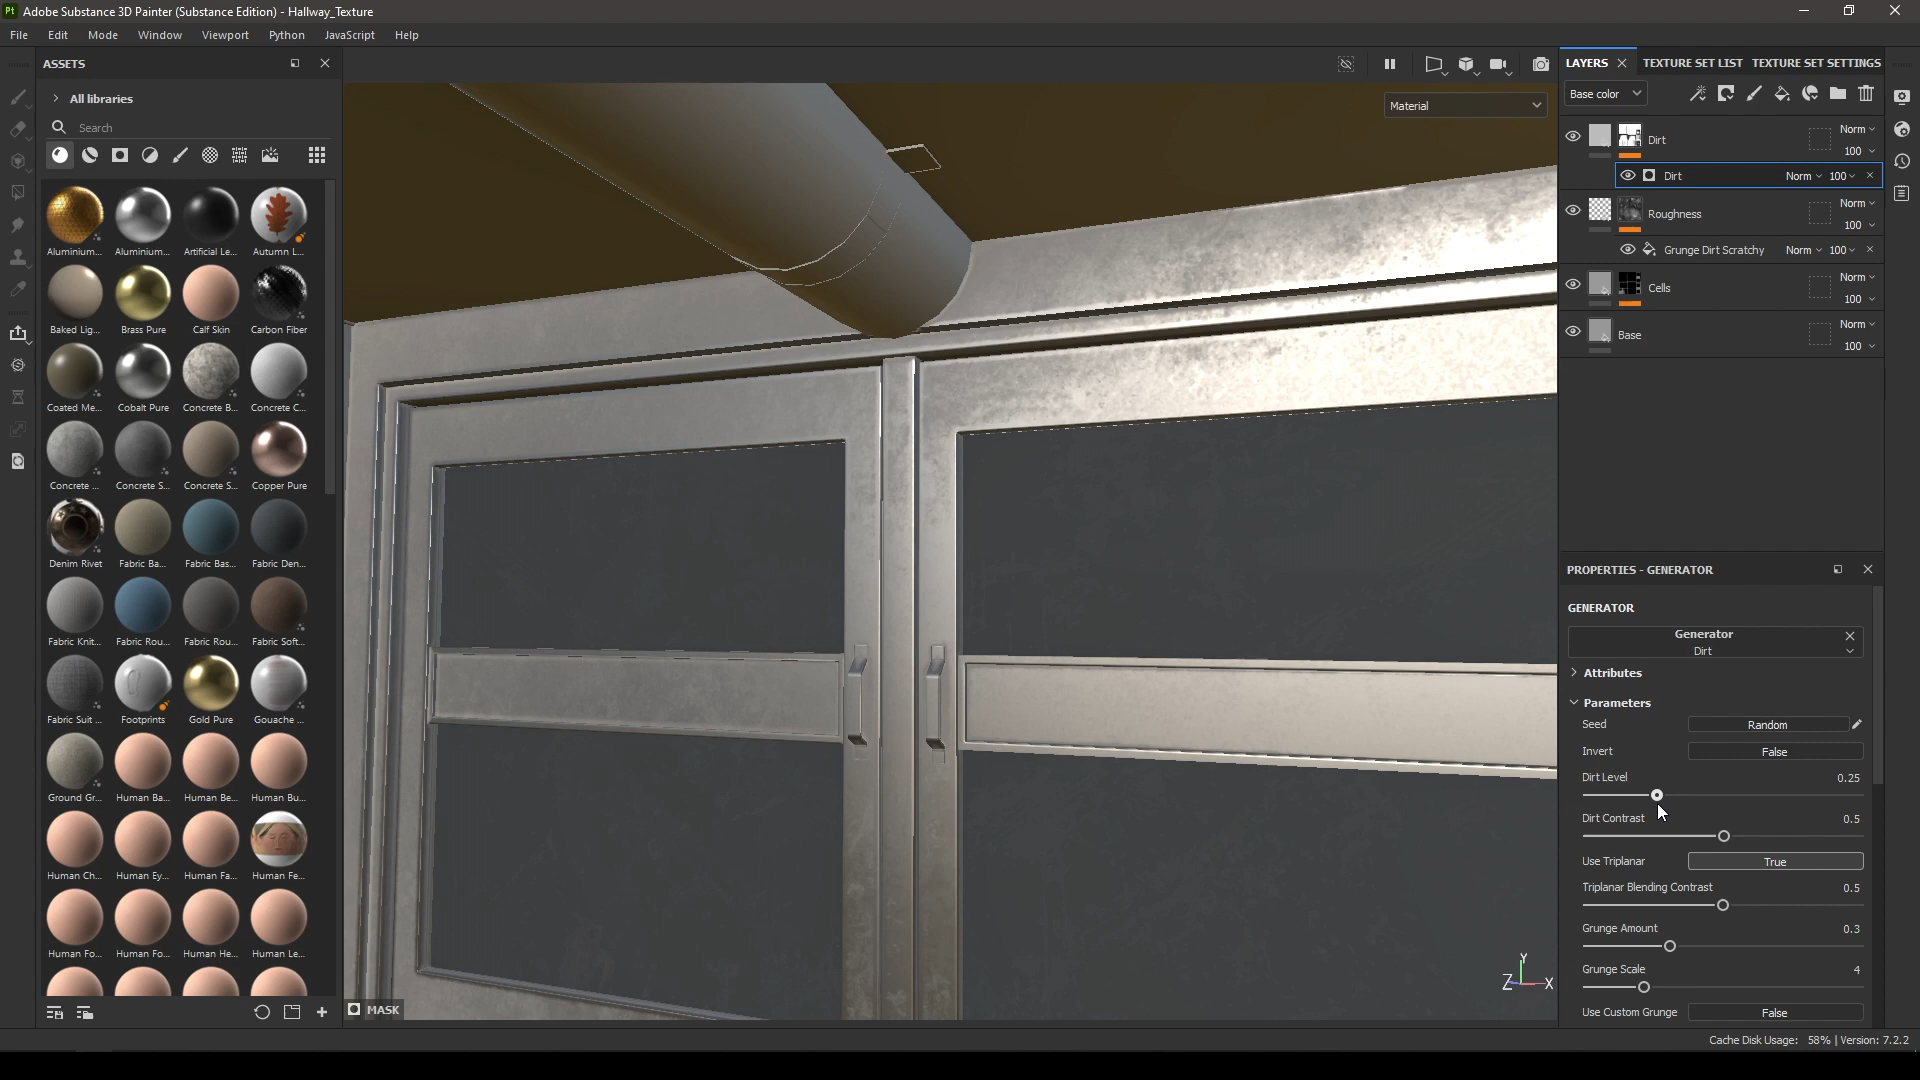 Pt Adobe Substance 3D Painter (Substance Edition) - Hallway_Texture
File Edit Mode Window Viewport Python JavaScript Help
ASSETS
All libraries
Search
Aluminium... Aluminium... Artificial Le... Autumn L...
Baked Lig... Brass Pure Calf Skin Carbon Fiber
Coated Me... Cobalt Pure Concrete B... Concrete C...
Concrete ... Concrete S... Concrete S... Copper Pure
Denim Rivet Fabric Ba... Fabric Bas... Fabric Den...
Fabric Knit... Fabric Rou... Fabric Rou... Fabric Soft...
Fabric Suit ... Footprints Gold Pure Gouache ...
Ground Gr... Human Ba... Human Be... Human Bu...
Human Ch... Human Ey... Human Fa... Human Fe...
Human Fo... Human Fo... Human He... Human Le...
Material
Y
Z X
MASK
LAYERS TEXTURE SET LIST TEXTURE SET SETTINGS
Base color
Dirt Norm
100
Dirt Norm 100
Roughness Norm
100
Grunge Dirt Scratchy Norm 100
Cells Norm
100
Base Norm
100
PROPERTIES - GENERATOR
GENERATOR
Generator
Dirt
Attributes
Parameters
Seed Random
Invert False
Dirt Level 0.25
Dirt Contrast 0.5
Use Triplanar True
Triplanar Blending Contrast 0.5
Grunge Amount 0.3
Grunge Scale 4
Use Custom Grunge False
Cache Disk Usage: 58% | Version: 7.2.2